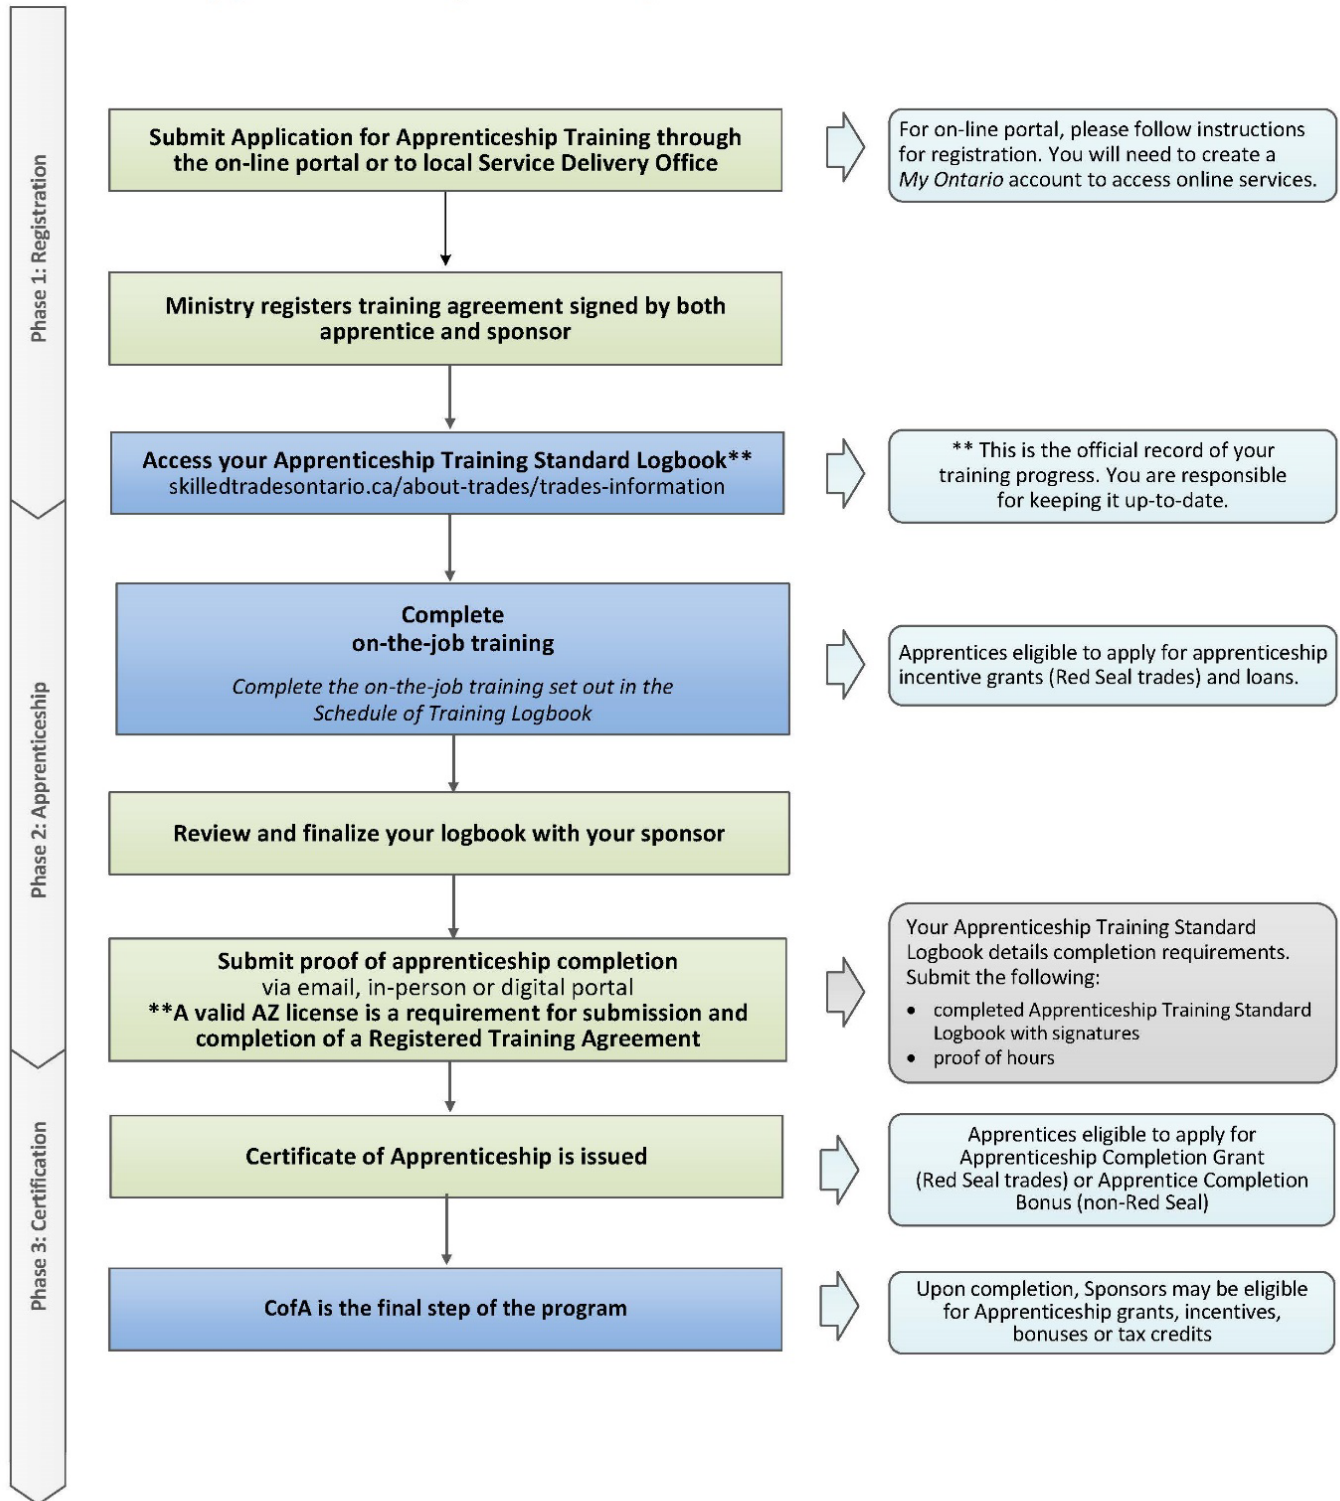 Phase 1: Registration
Submit Application for Apprenticeship Training through
the on-line portal or to local Service Delivery Office
For on-line portal, please follow instructions
for registration. You will need to create a
My Ontario account to access online services.
Ministry registers training agreement signed by both
apprentice and sponsor
Access your Apprenticeship Training Standard Logbook**
skilledtradesontario.ca/about-trades/trades-information
** This is the official record of your
training progress. You are responsible
for keeping it up-to-date.
Phase 2: Apprenticeship
Complete
on-the-job training
Complete the on-the-job training set out in the
Schedule of Training Logbook
Apprentices eligible to apply for apprenticeship
incentive grants (Red Seal trades) and loans.
Review and finalize your logbook with your sponsor
Submit proof of apprenticeship completion
via email, in-person or digital portal
**A valid AZ license is a requirement for submission and
completion of a Registered Training Agreement
Your Apprenticeship Training Standard
Logbook details completion requirements.
Submit the following:
• completed Apprenticeship Training Standard
Logbook with signatures
• proof of hours
Phase 3: Certification
Certificate of Apprenticeship is issued
Apprentices eligible to apply for
Apprenticeship Completion Grant
(Red Seal trades) or Apprentice Completion
Bonus (non-Red Seal)
CofA is the final step of the program
Upon completion, Sponsors may be eligible
for Apprenticeship grants, incentives,
bonuses or tax credits